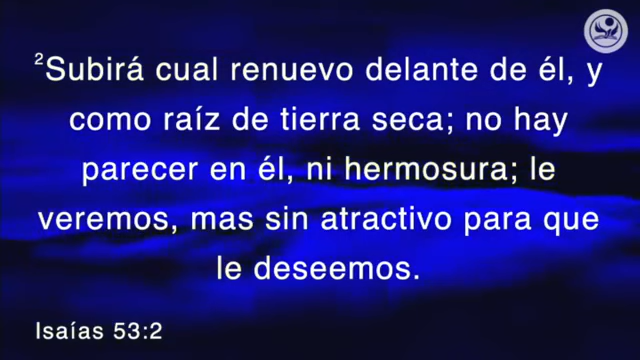 ²Subirá cual renuevo delante de él, y
como raíz de tierra seca; no hay
parecer en él, ni hermosura; le
veremos, mas sin atractivo para que
le deseemos.
Isaías 53:2